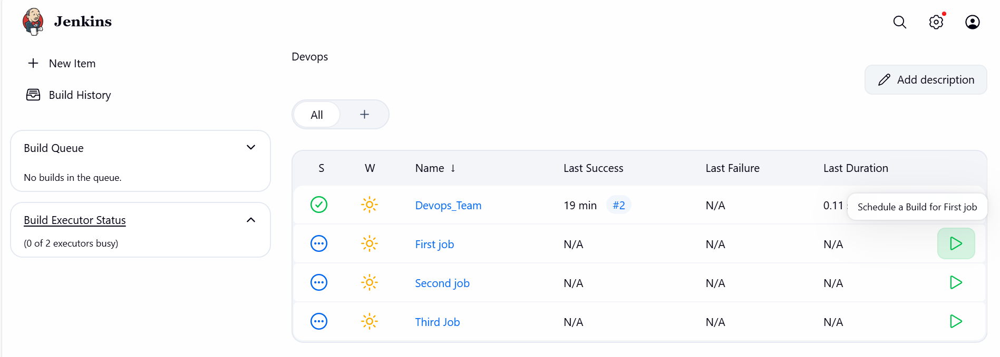 Jenkins
New Item
Build History
Build Queue
No builds in the queue.
Build Executor Status
(0 of 2 executors busy)
Devops
Add description
All +
S W Name ↓ Last Success Last Failure Last Duration
Devops_Team 19 min #2 N/A 0.11
Schedule a Build for First job
First job N/A N/A N/A
Second job N/A N/A N/A
Third Job N/A N/A N/A